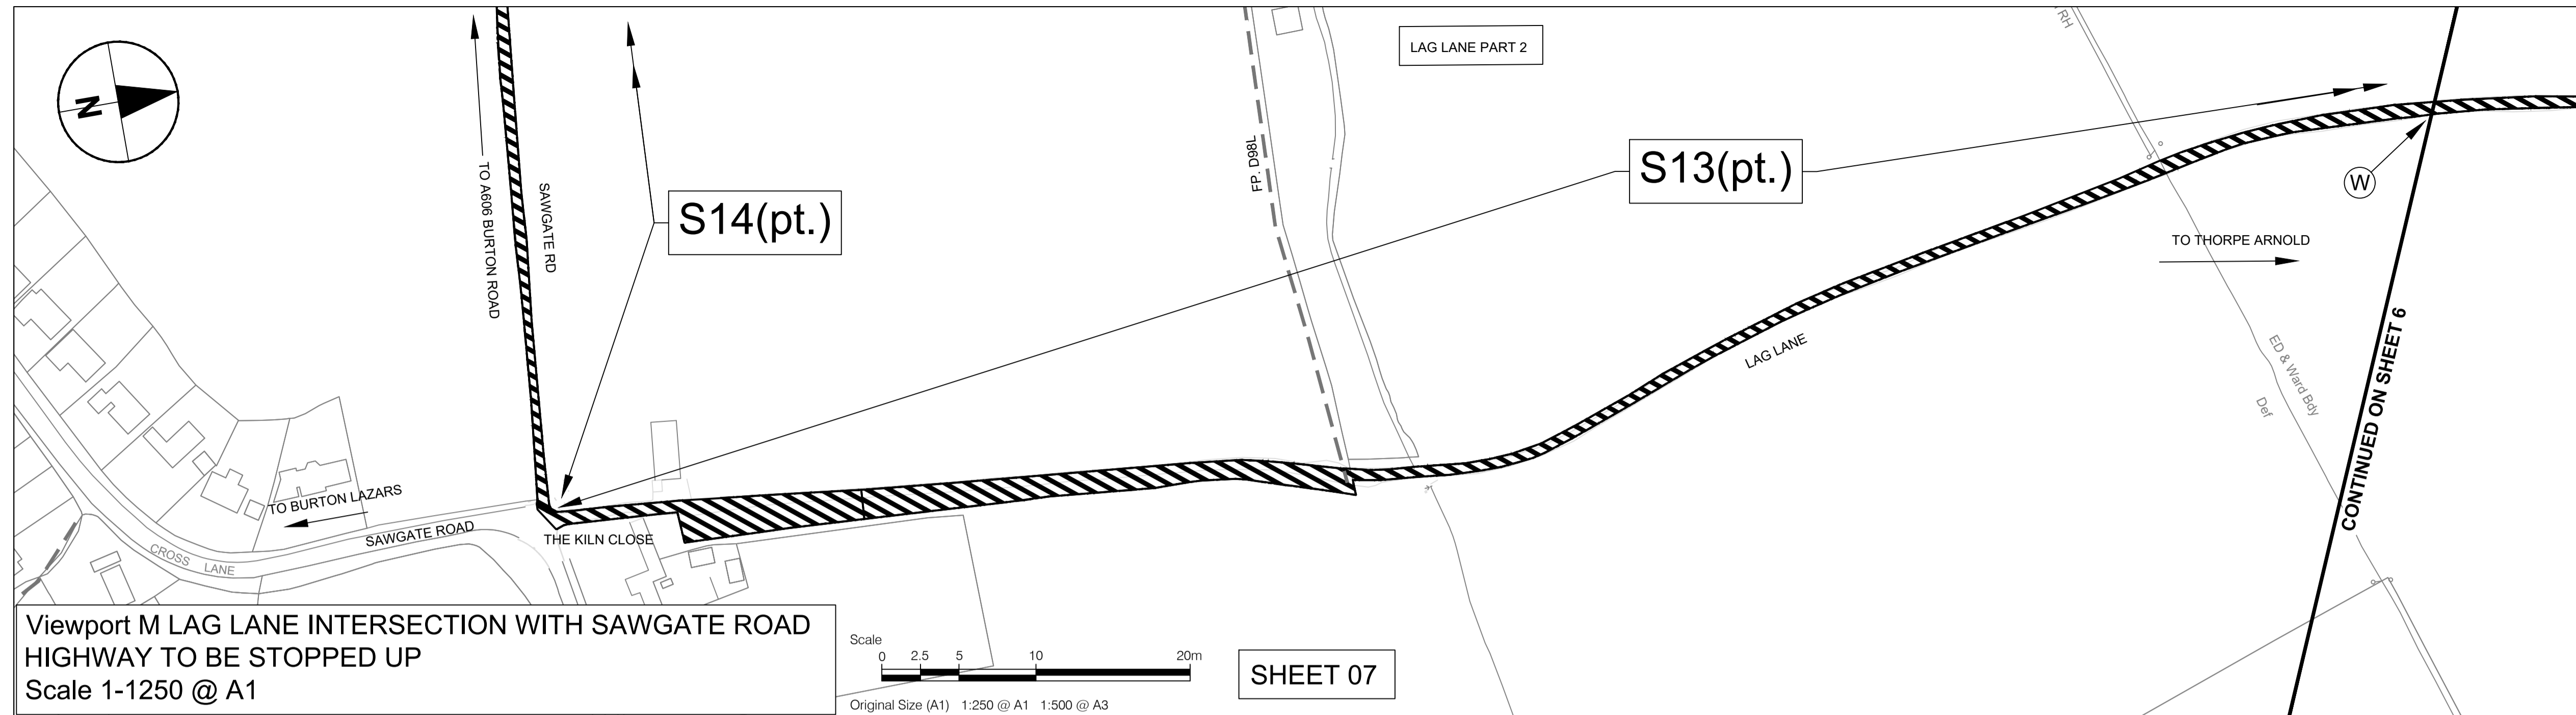 LAG LANE PART 2
RH
N
TO A606 BURTON ROAD
SAWGATE RD
S14(pt.)
FP. D98L
S13(pt.)
W
TO THORPE ARNOLD
LAG LANE
ED & Ward Bdy
Def
CONTINUED ON SHEET 6
TO BURTON LAZARS
SAWGATE ROAD
THE KILN CLOSE
CROSS LANE
Viewport M LAG LANE INTERSECTION WITH SAWGATE ROAD
HIGHWAY TO BE STOPPED UP
Scale 1-1250 @ A1
Scale
0 2.5 5 10 20m
Original Size (A1) 1:250 @ A1 1:500 @ A3
SHEET 07